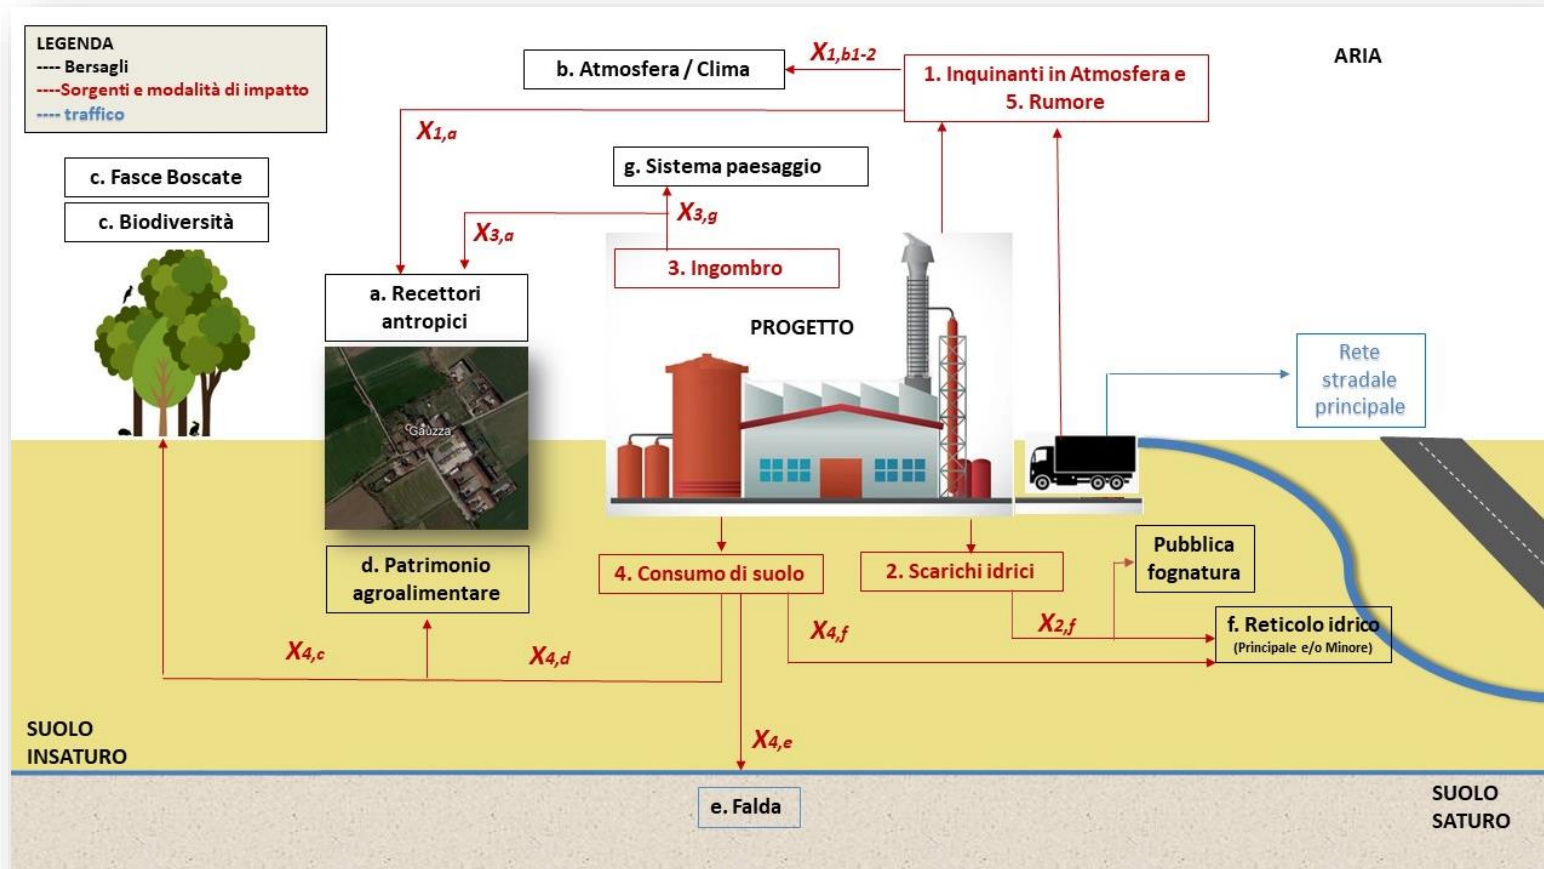 LEGENDA
---- Bersagli
----Sorgenti e modalità di impatto
---- traffico
ARIA
b. Atmosfera / Clima
X1,b1-2
1. Inquinanti in Atmosfera e
5. Rumore
X1,a
c. Fasce Boscate
c. Biodiversità
g. Sistema paesaggio
X3,g
X3,a
3. Ingombro
a. Recettori
antropici
PROGETTO
Rete
stradale
principale
Gauzza
d. Patrimonio
agroalimentare
4. Consumo di suolo
2. Scarichi idrici
Pubblica
fognatura
X4,c
X4,d
X4,f
X2,f
f. Reticolo idrico
(Principale e/o Minore)
X4,e
SUOLO
INSATURO
e. Falda
SUOLO
SATURO